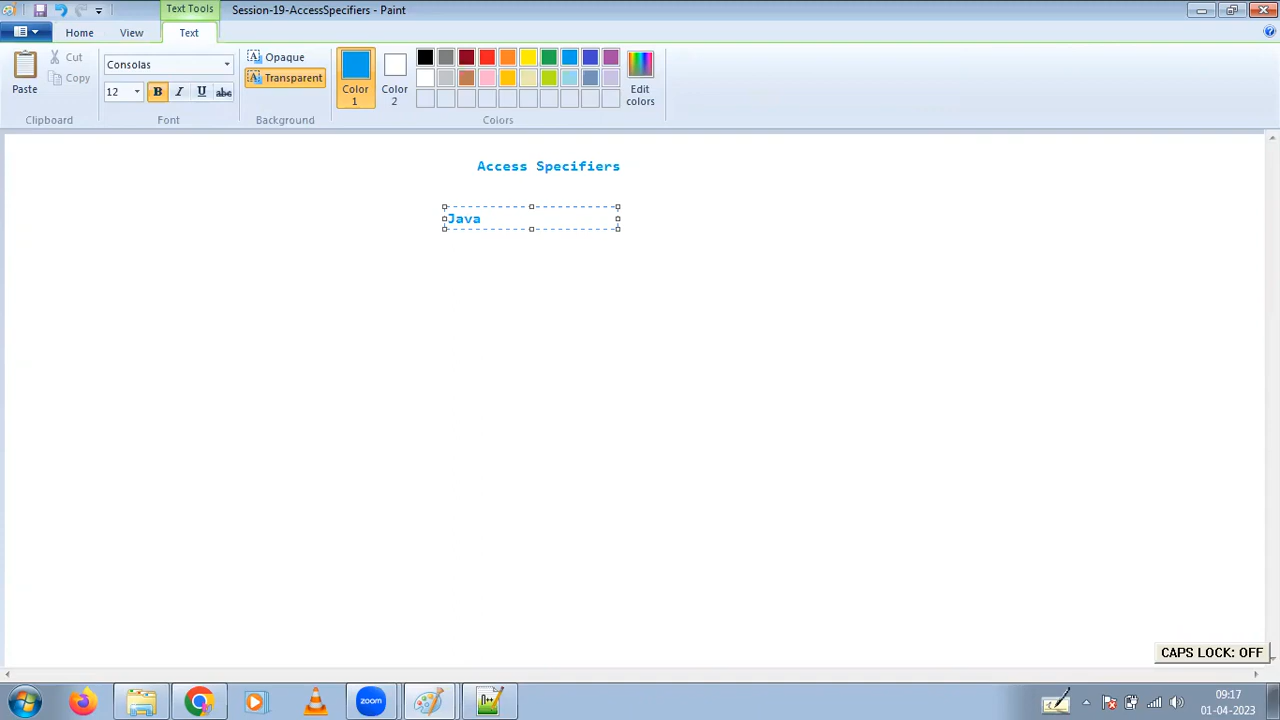 Text Tools
Session-19-AccessSpecifiers - Paint
Home
View
Text
Paste
Cut
Copy
Clipboard
Consolas
12
B I U abc
Font
Opaque
Transparent
Background
Color
1
Color
2
Edit
colors
Colors
Access Specifiers
Java
CAPS LOCK: OFF
zoom
09:17
01-04-2023